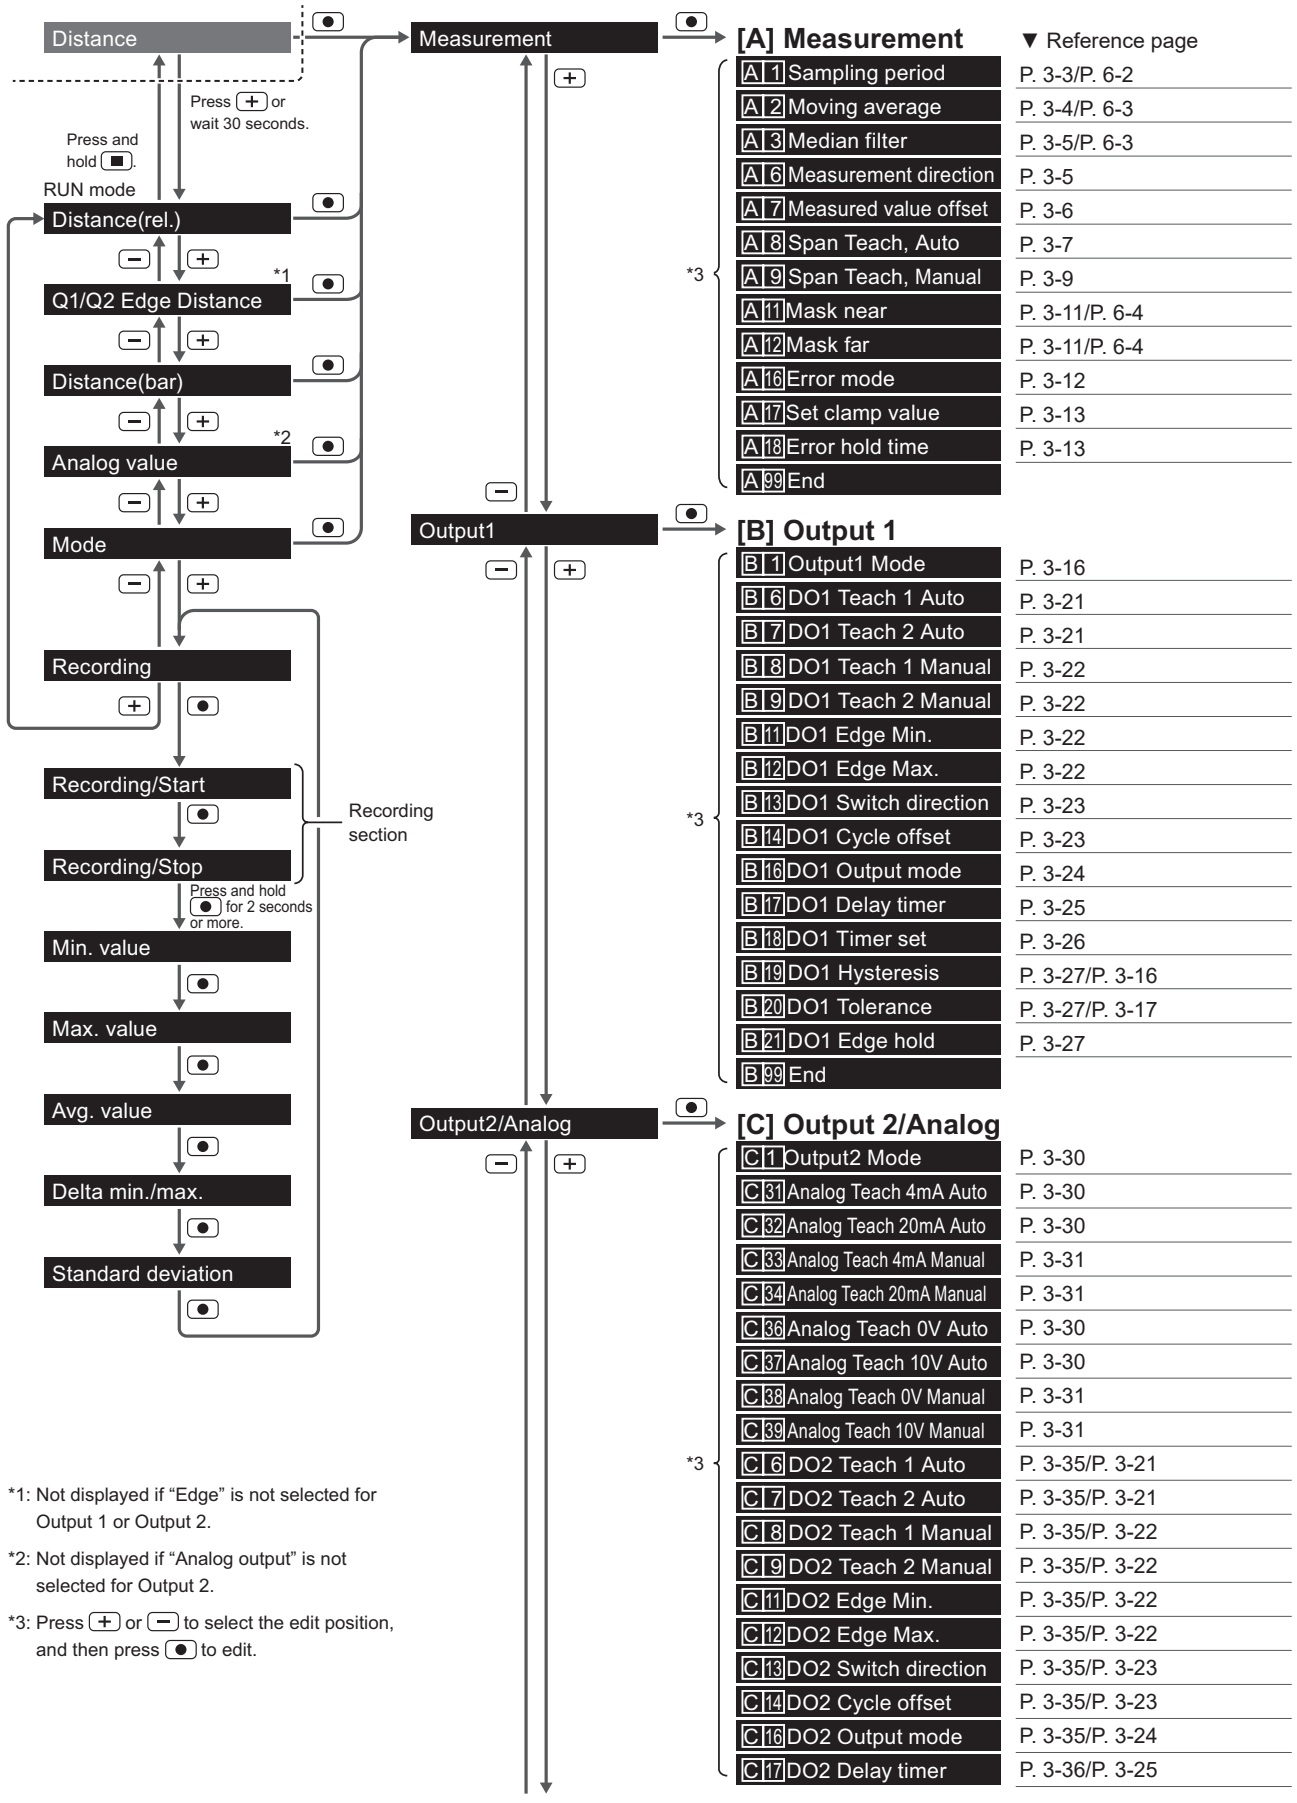 Distance
Press + or
wait 30 seconds.
Press and
hold ■.
RUN mode
Distance(rel.)
*1
Q1/Q2 Edge Distance
Distance(bar)
*2
Analog value
Mode
Recording
Recording/Start
Recording
section
Recording/Stop
Press and hold
● for 2 seconds
or more.
Min. value
Max. value
Avg. value
Delta min./max.
Standard deviation
*1: Not displayed if “Edge” is not selected for
Output 1 or Output 2.
*2: Not displayed if “Analog output” is not
selected for Output 2.
*3: Press + or − to select the edit position,
and then press ● to edit.
Measurement
Output1
Output2/Analog
[A] Measurement ▼ Reference page
*3
A 1 Sampling period P. 3-3/P. 6-2
A 2 Moving average P. 3-4/P. 6-3
A 3 Median filter P. 3-5/P. 6-3
A 6 Measurement direction P. 3-5
A 7 Measured value offset P. 3-6
A 8 Span Teach, Auto P. 3-7
A 9 Span Teach, Manual P. 3-9
A 11 Mask near P. 3-11/P. 6-4
A 12 Mask far P. 3-11/P. 6-4
A 16 Error mode P. 3-12
A 17 Set clamp value P. 3-13
A 18 Error hold time P. 3-13
A 99 End
[B] Output 1
*3
B 1 Output1 Mode P. 3-16
B 6 DO1 Teach 1 Auto P. 3-21
B 7 DO1 Teach 2 Auto P. 3-21
B 8 DO1 Teach 1 Manual P. 3-22
B 9 DO1 Teach 2 Manual P. 3-22
B 11 DO1 Edge Min. P. 3-22
B 12 DO1 Edge Max. P. 3-22
B 13 DO1 Switch direction P. 3-23
B 14 DO1 Cycle offset P. 3-23
B 16 DO1 Output mode P. 3-24
B 17 DO1 Delay timer P. 3-25
B 18 DO1 Timer set P. 3-26
B 19 DO1 Hysteresis P. 3-27/P. 3-16
B 20 DO1 Tolerance P. 3-27/P. 3-17
B 21 DO1 Edge hold P. 3-27
B 99 End
[C] Output 2/Analog
*3
C 1 Output2 Mode P. 3-30
C 31 Analog Teach 4mA Auto P. 3-30
C 32 Analog Teach 20mA Auto P. 3-30
C 33 Analog Teach 4mA Manual P. 3-31
C 34 Analog Teach 20mA Manual P. 3-31
C 36 Analog Teach 0V Auto P. 3-30
C 37 Analog Teach 10V Auto P. 3-30
C 38 Analog Teach 0V Manual P. 3-31
C 39 Analog Teach 10V Manual P. 3-31
C 6 DO2 Teach 1 Auto P. 3-35/P. 3-21
C 7 DO2 Teach 2 Auto P. 3-35/P. 3-21
C 8 DO2 Teach 1 Manual P. 3-35/P. 3-22
C 9 DO2 Teach 2 Manual P. 3-35/P. 3-22
C 11 DO2 Edge Min. P. 3-35/P. 3-22
C 12 DO2 Edge Max. P. 3-35/P. 3-22
C 13 DO2 Switch direction P. 3-35/P. 3-23
C 14 DO2 Cycle offset P. 3-35/P. 3-23
C 16 DO2 Output mode P. 3-35/P. 3-24
C 17 DO2 Delay timer P. 3-36/P. 3-25